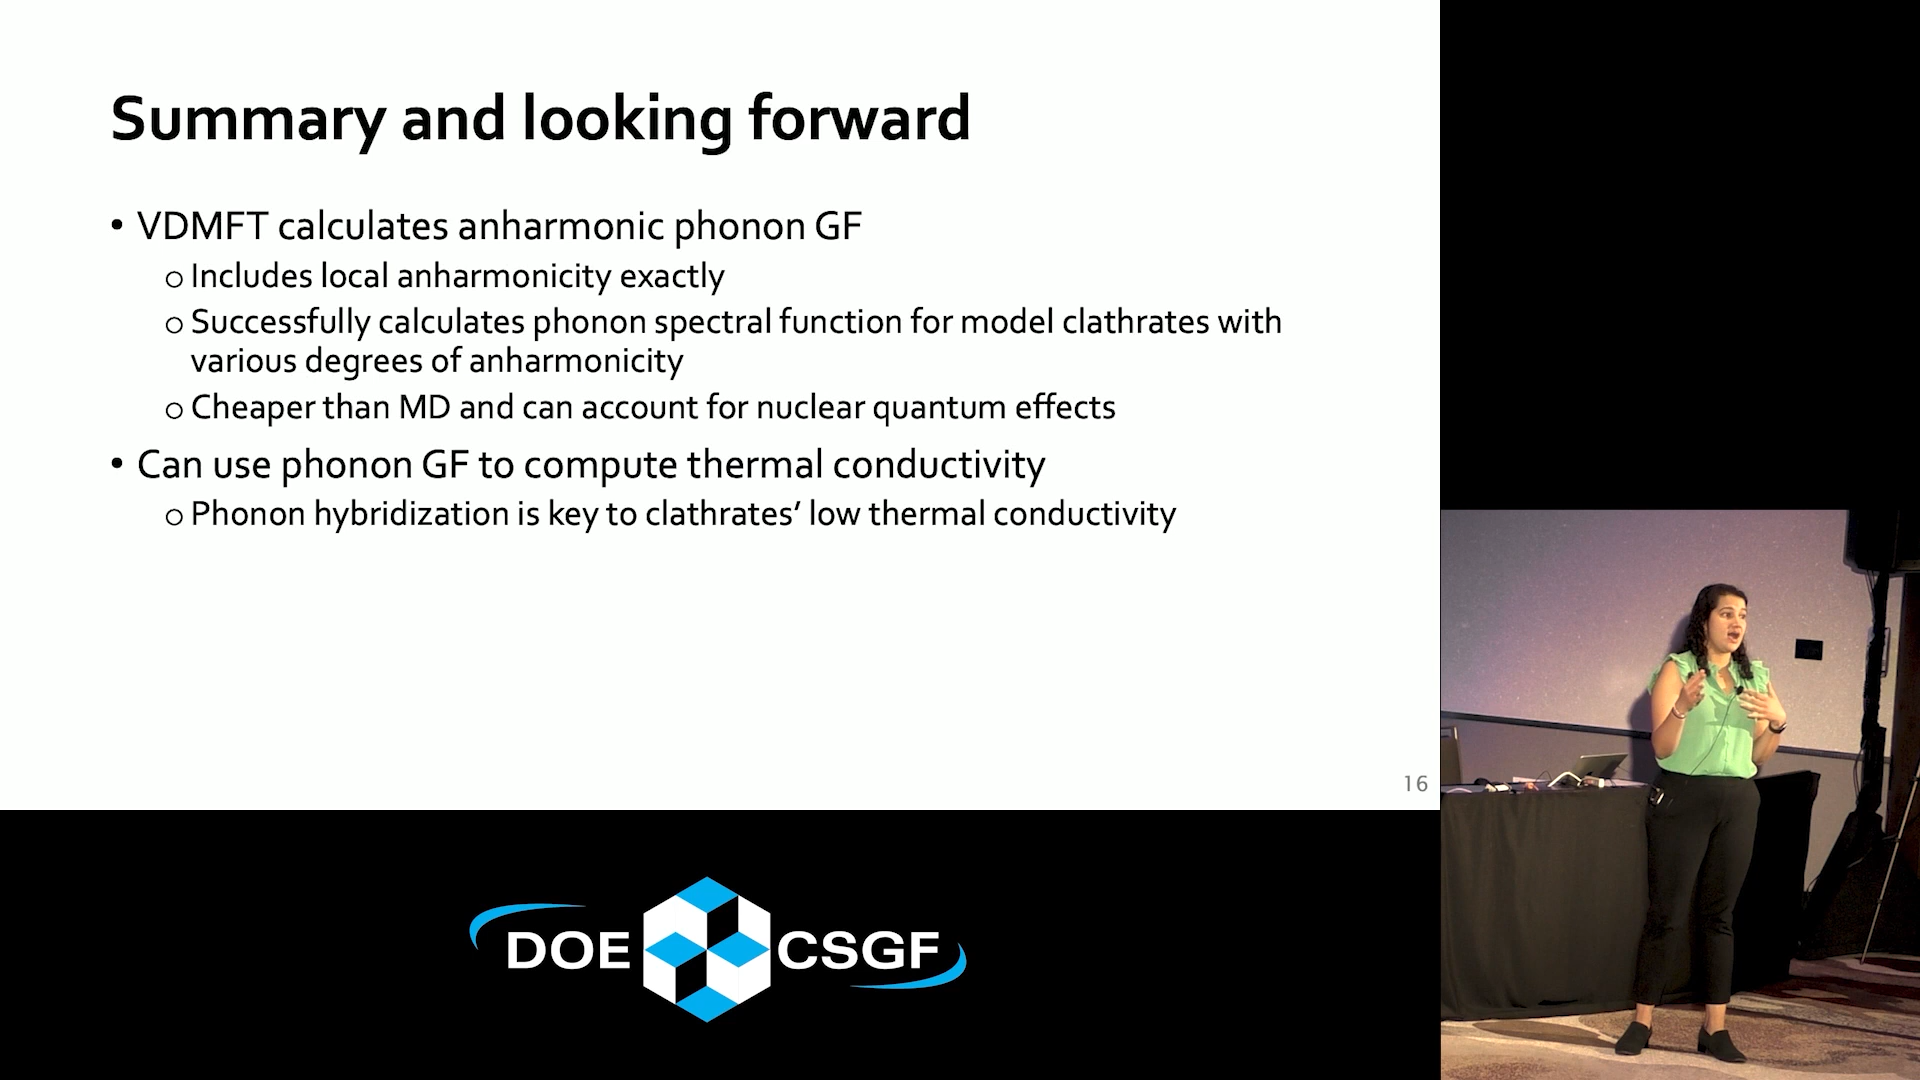 Summary and looking forward
• VDMFT calculates anharmonic phonon GF
o Includes local anharmonicity exactly
o Successfully calculates phonon spectral function for model clathrates with
various degrees of anharmonicity
o Cheaper than MD and can account for nuclear quantum effects
• Can use phonon GF to compute thermal conductivity
o Phonon hybridization is key to clathrates’ low thermal conductivity
16
DOE CSGF